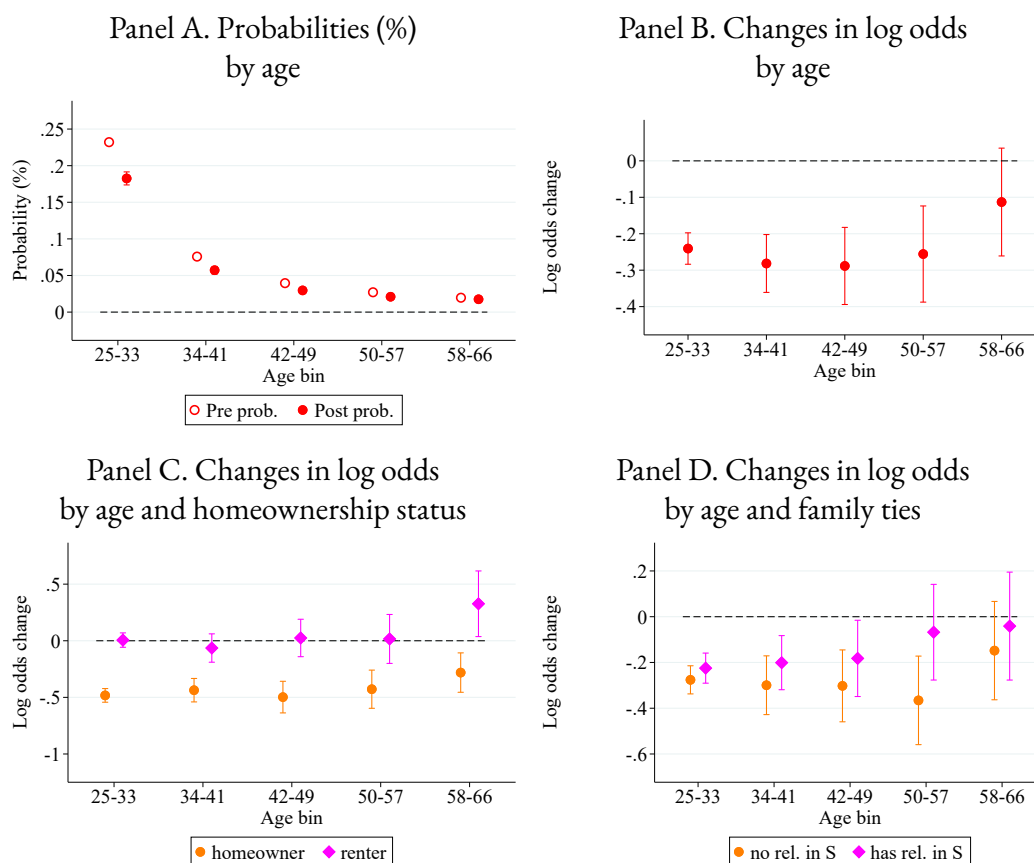 Panel A. Probabilities (%)
by age
Probability (%)
.25
.2
.15
.1
.05
0
25-33 34-41 42-49 50-57 58-66
Age bin
Pre prob. Post prob.
Panel B. Changes in log odds
by age
Log odds change
0
-.1
-.2
-.3
-.4
25-33 34-41 42-49 50-57 58-66
Age bin
Panel C. Changes in log odds
by age and homeownership status
Log odds change
.5
0
-.5
-1
25-33 34-41 42-49 50-57 58-66
Age bin
homeowner renter
Panel D. Changes in log odds
by age and family ties
Log odds change
.2
0
-.2
-.4
-.6
25-33 34-41 42-49 50-57 58-66
Age bin
no rel. in S has rel. in S